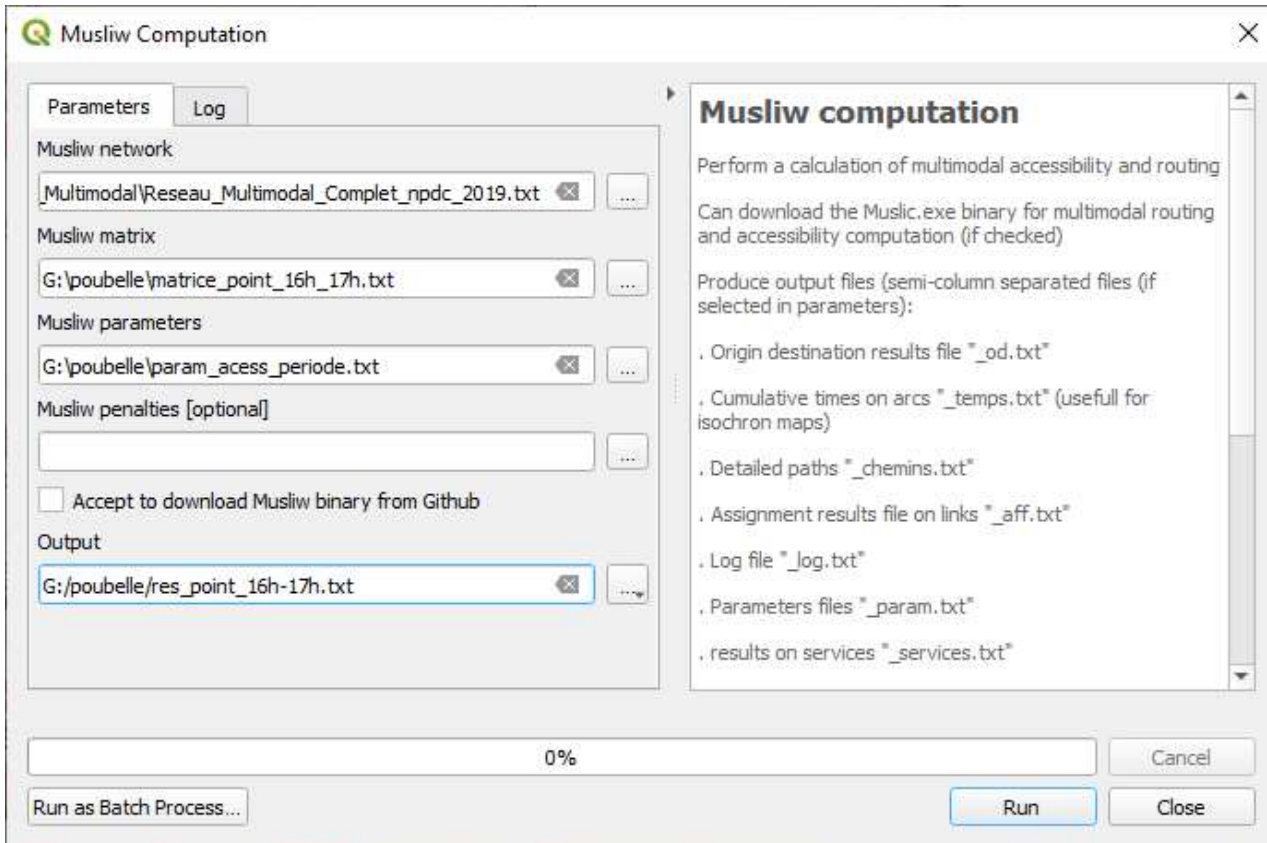 Musliw Computation
Parameters
Log
Musliw network
_Multimodal\Reseau_Multimodal_Complet_npdc_2019.txt
...
Musliw matrix
G:\poubelle\matrice_point_16h_17h.txt
...
Musliw parameters
G:\poubelle\param_acess_periode.txt
...
Musliw penalties [optional]
...
Accept to download Musliw binary from Github
Output
G:/poubelle/res_point_16h-17h.txt
...
Musliw computation
Perform a calculation of multimodal accessibility and routing
Can download the Muslic.exe binary for multimodal routing
and accessibility computation (if checked)
Produce output files (semi-column separated files (if
selected in parameters):
. Origin destination results file "_od.txt"
. Cumulative times on arcs "_temps.txt" (usefull for
isochron maps)
. Detailed paths "_chemins.txt"
. Assignment results file on links "_aff.txt"
. Log file "_log.txt"
. Parameters files "_param.txt"
. results on services "_services.txt"
0%
Cancel
Run as Batch Process...
Run
Close